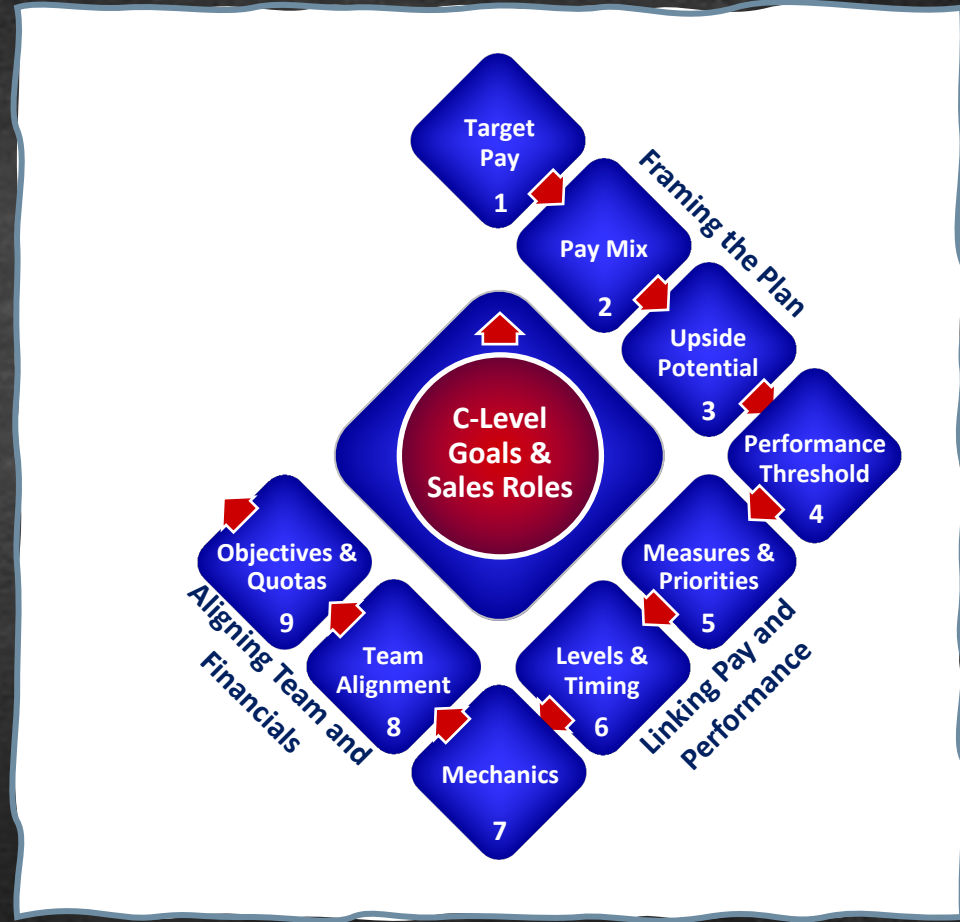 Target
Pay
1
Pay Mix
2
Upside
Potential
3
Performance
Threshold
4
Measures &
Priorities
5
Levels &
Timing
6
Mechanics
7
Team
Alignment
8
Objectives &
Quotas
9
C-Level
Goals &
Sales Roles
Framing the Plan
Linking Pay and
Performance
Aligning Team and
Financials